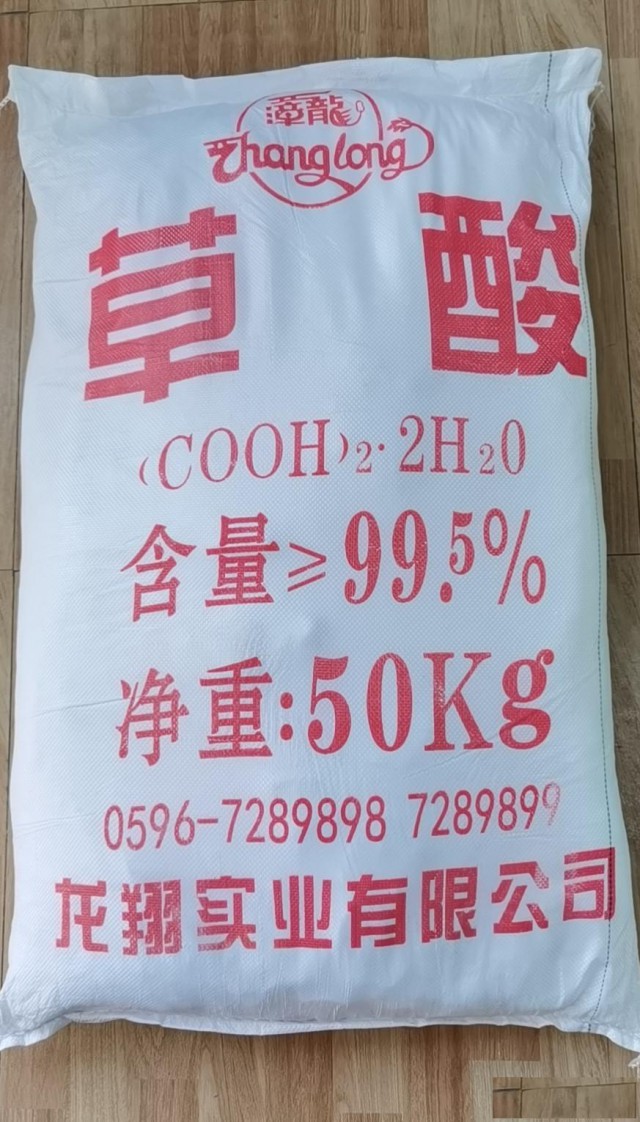 漳龍
Zhanglong
草酸
(COOH)₂·2H₂O
含量≥99.5%
净重:50Kg
0596-7289898 7289899
龙翔实业有限公司